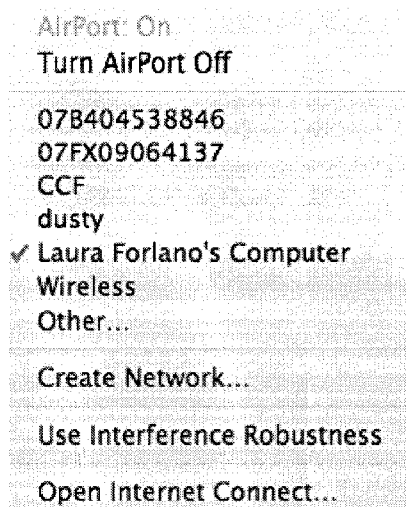 AirPort: On
Turn AirPort Off
07B404538846
07FX09064137
CCF
dusty
✓ Laura Forlano's Computer
Wireless
Other...
Create Network...
Use Interference Robustness
Open Internet Connect...